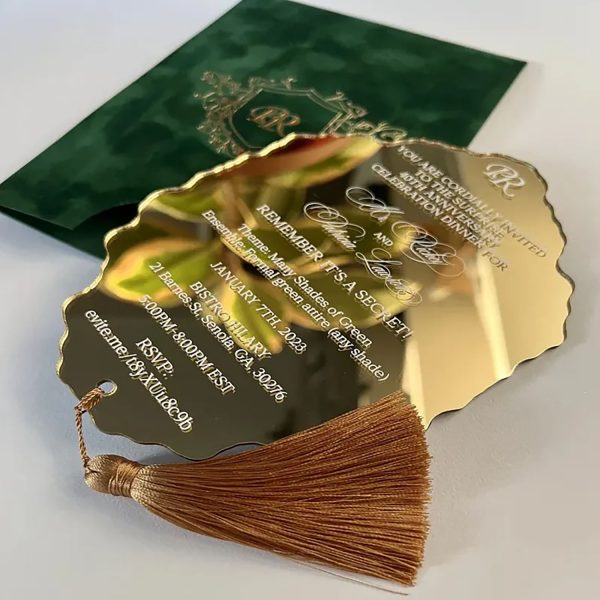 BR
BR
YOU ARE CORDIALLY INVITED
TO THE SURPRISE
40TH ANNIVERSARY
CELEBRATION DINNER FOR
AND
REMEMBER IT'S A SECRET!
Theme: Many Shades of Green
Ensemble: Formal green attire (any shade)
JANUARY 7TH, 2023
BISTRO HILARY
21 Barnes S., Senoia, GA, 30276
5:00PM-8:00PM EST
RSVP:
evite.me/i8yXUu8c9b